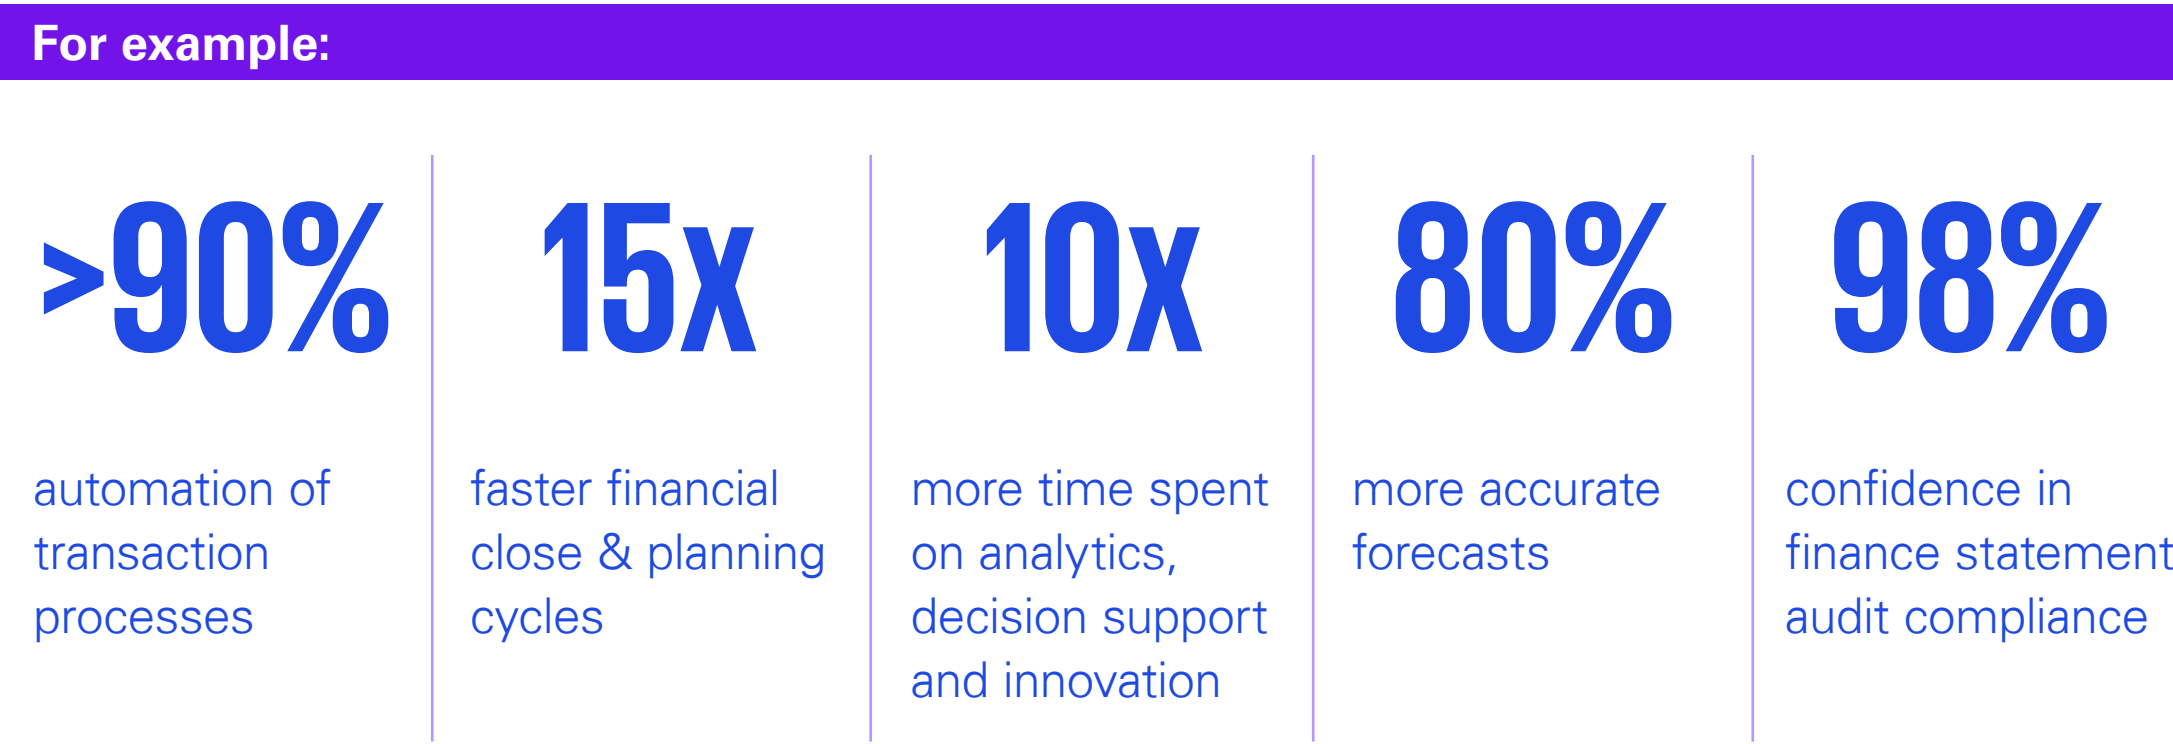 For example:
>90%
automation of
transaction
processes
15x
faster financial
close & planning
cycles
10x
more time spent
on analytics,
decision support
and innovation
80%
more accurate
forecasts
98%
confidence in
finance statement
audit compliance